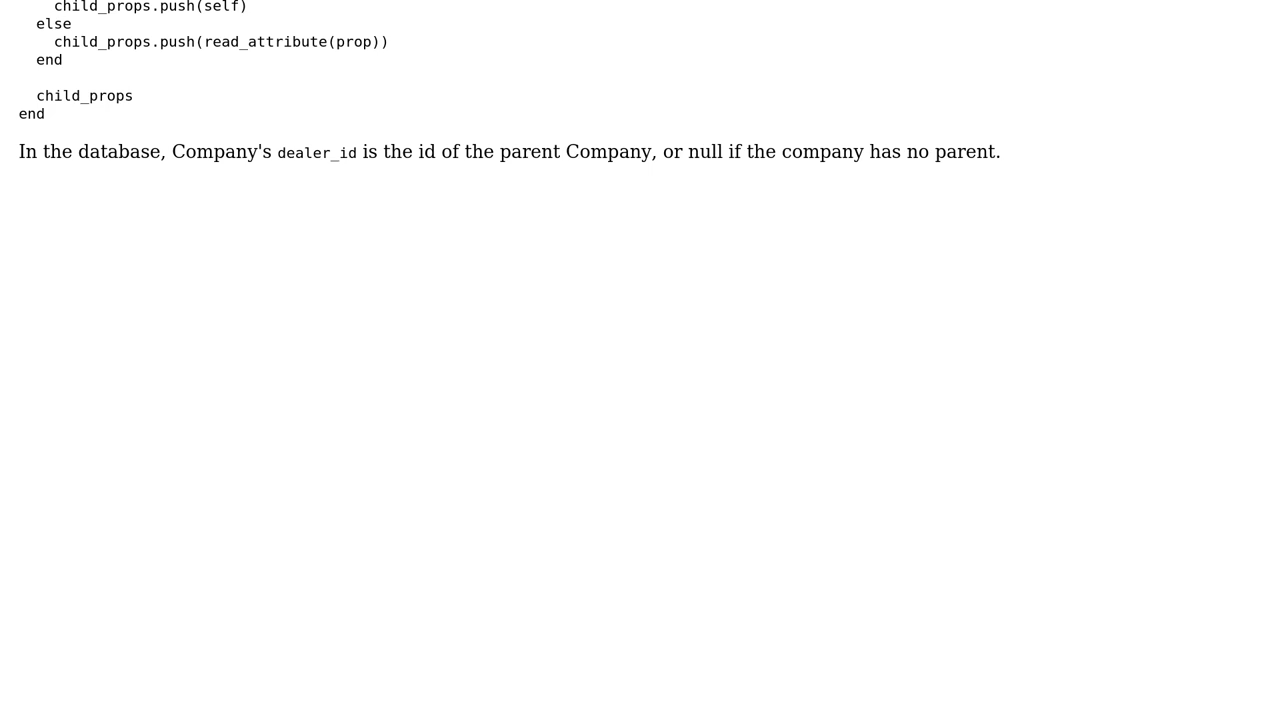 child_props.push(self)
  else
    child_props.push(read_attribute(prop))
  end

  child_props
end
In the database, Company's dealer_id is the id of the parent Company, or null if the company has no parent.